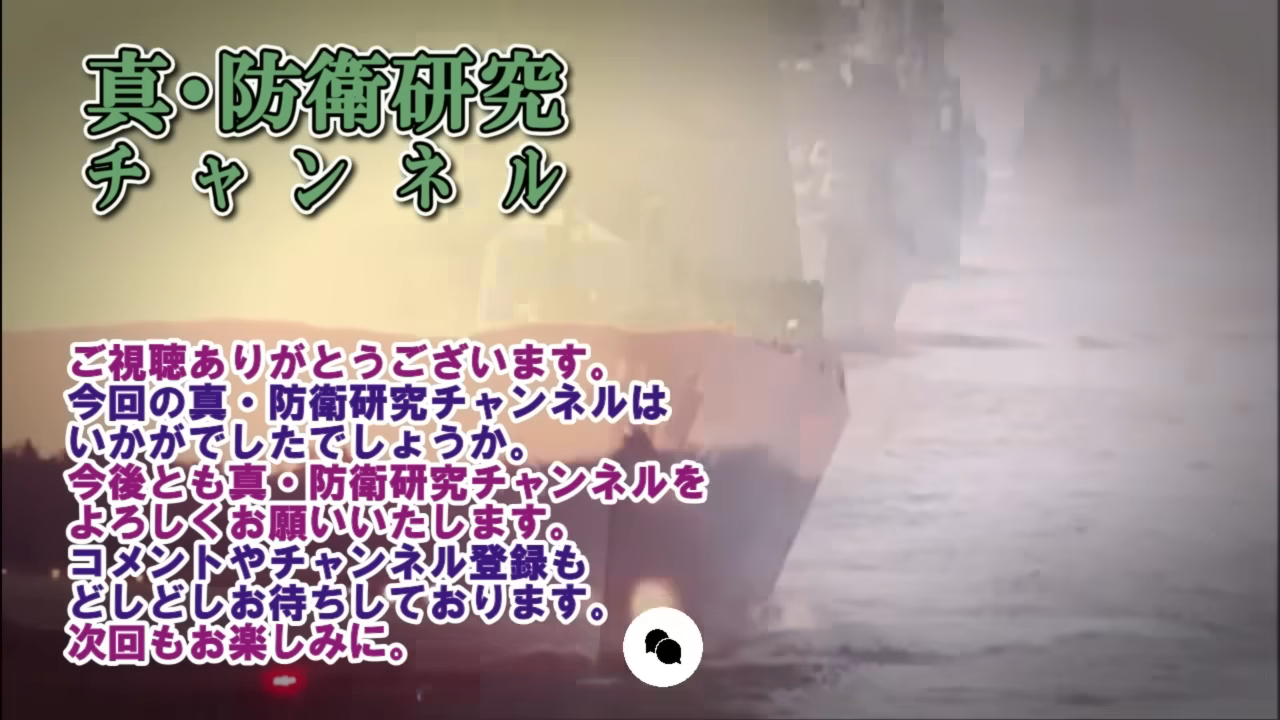 真・防衛研究
チャンネル
ご視聴ありがとうございます。
今回の真・防衛研究チャンネルは
いかがでしたでしょうか。
今後とも真・防衛研究チャンネルを
よろしくお願いいたします。
コメントやチャンネル登録も
どしどしお待ちしております。
次回もお楽しみに。